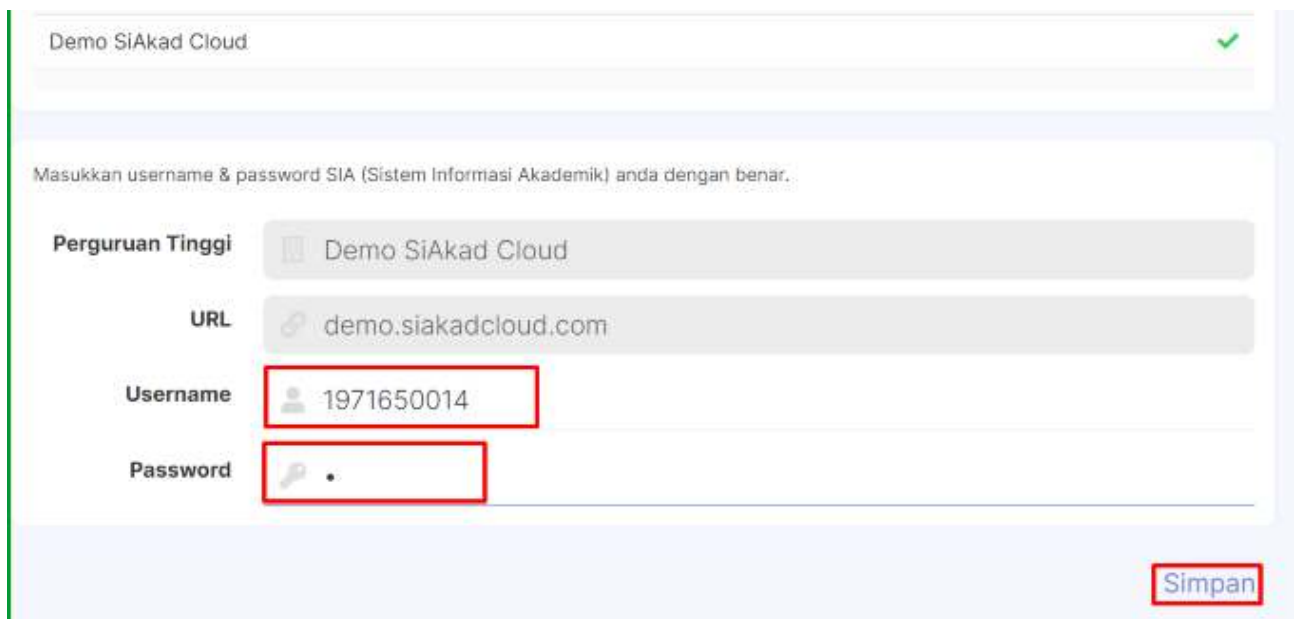 Demo SiAkad Cloud
Masukkan username & password SIA (Sistem Informasi Akademik) anda dengan benar.
Perguruan Tinggi Demo SiAkad Cloud
URL demo.siakadcloud.com
Username 1971650014
Password •
Simpan